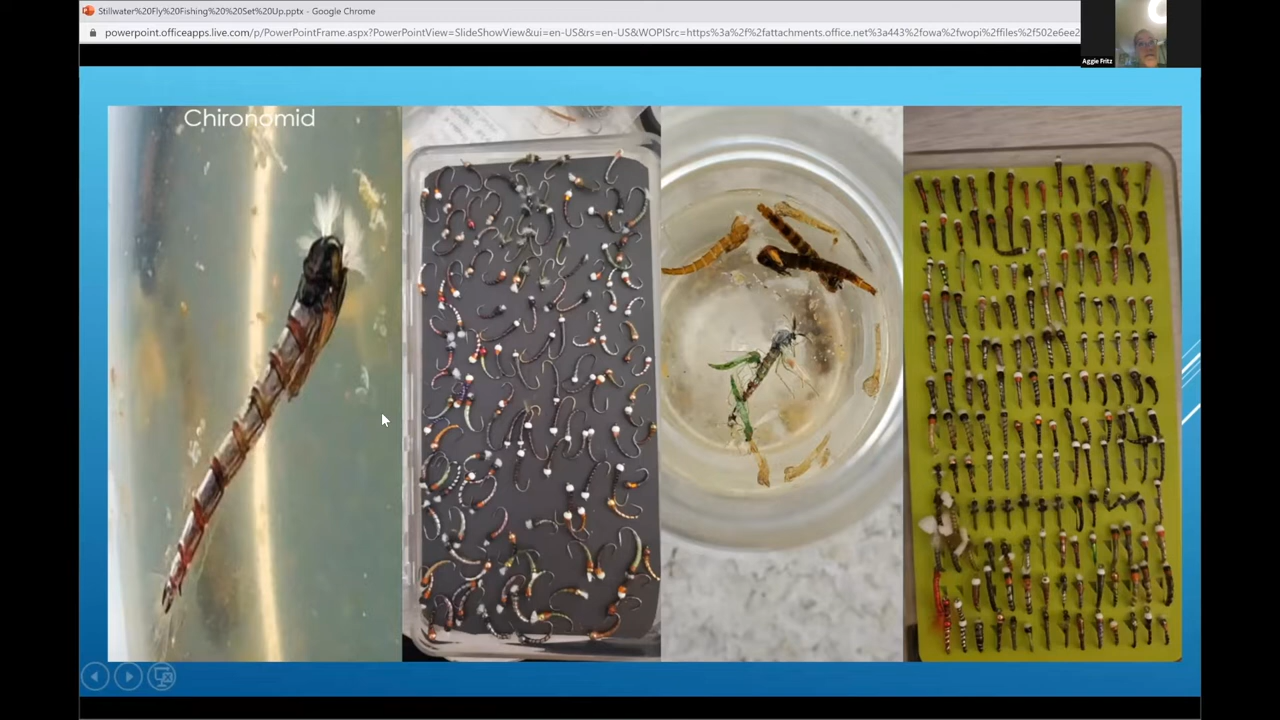 Stillwater%20Fly%20Fishing%20%20Set%20Up.pptx - Google Chrome
powerpoint.officeapps.live.com/p/PowerPointFrame.aspx?PowerPointView=SlideShowView&ui=en-US&rs=en-US&WOPISrc=https%3a%2f%2fattachments.office.net%3a443%2fowa%2fwopi%2ffiles%2f502e6ee2
Aggie Fritz
Chironomid